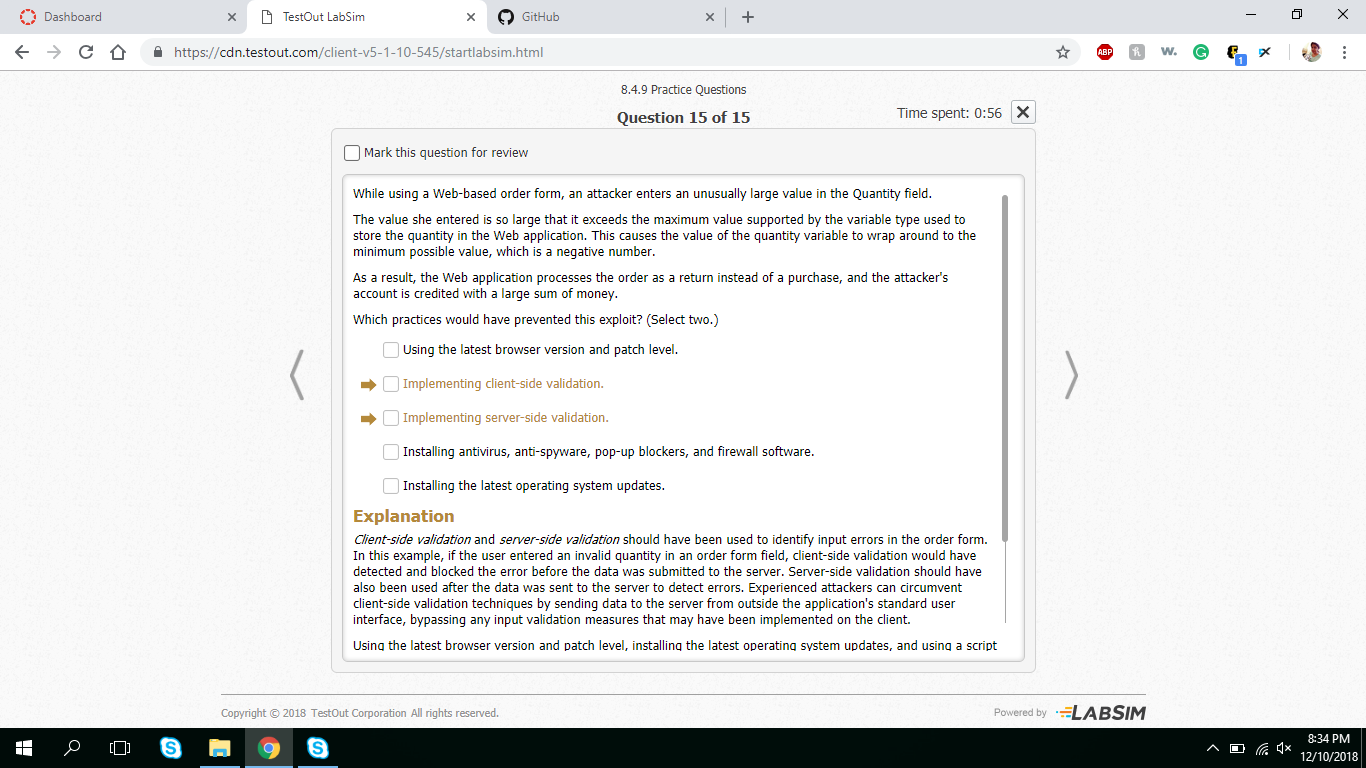 Dashboard
TestOut LabSim
GitHub
https://cdn.testout.com/client-v5-1-10-545/startlabsim.html
ABP
w.
1
8.4.9 Practice Questions
Question 15 of 15
Time spent: 0:56
Mark this question for review
While using a Web-based order form, an attacker enters an unusually large value in the Quantity field.
The value she entered is so large that it exceeds the maximum value supported by the variable type used to
store the quantity in the Web application. This causes the value of the quantity variable to wrap around to the
minimum possible value, which is a negative number.
As a result, the Web application processes the order as a return instead of a purchase, and the attacker's
account is credited with a large sum of money.
Which practices would have prevented this exploit? (Select two.)
Using the latest browser version and patch level.
Implementing client-side validation.
Implementing server-side validation.
Installing antivirus, anti-spyware, pop-up blockers, and firewall software.
Installing the latest operating system updates.
Explanation
Client-side validation and server-side validation should have been used to identify input errors in the order form.
In this example, if the user entered an invalid quantity in an order form field, client-side validation would have
detected and blocked the error before the data was submitted to the server. Server-side validation should have
also been used after the data was sent to the server to detect errors. Experienced attackers can circumvent
client-side validation techniques by sending data to the server from outside the application's standard user
interface, bypassing any input validation measures that may have been implemented on the client.
Using the latest browser version and patch level, installing the latest operating system updates, and using a script
Copyright © 2018 TestOut Corporation All rights reserved.
Powered by LABSIM
8:34 PM
12/10/2018